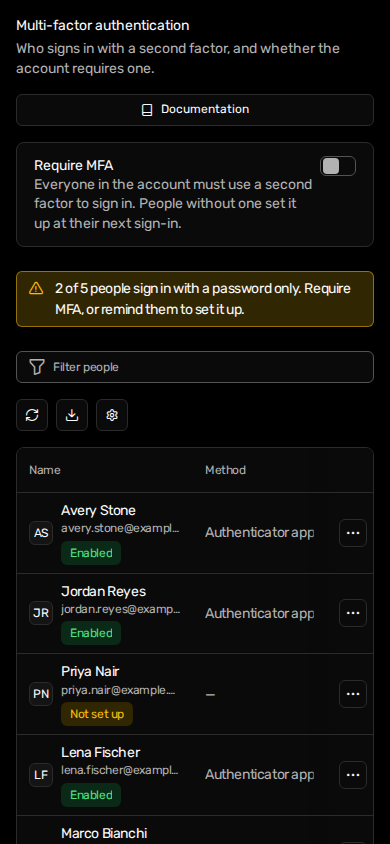 Multi-factor authentication
Who signs in with a second factor, and whether the
account requires one.
Documentation
Require MFA
Everyone in the account must use a second
factor to sign in. People without one set it
up at their next sign-in.
2 of 5 people sign in with a password only. Require
MFA, or remind them to set it up.
Filter people
Name Method
Avery Stone
avery.stone@exampl...
AS Authenticator app
Enabled
Jordan Reyes
jordan.reyes@examp...
JR Authenticator app
Enabled
Priya Nair
priya.nair@example....
PN –
Not set up
Lena Fischer
lena.fischer@exampl...
LF Authenticator app
Enabled
Marco Bianchi